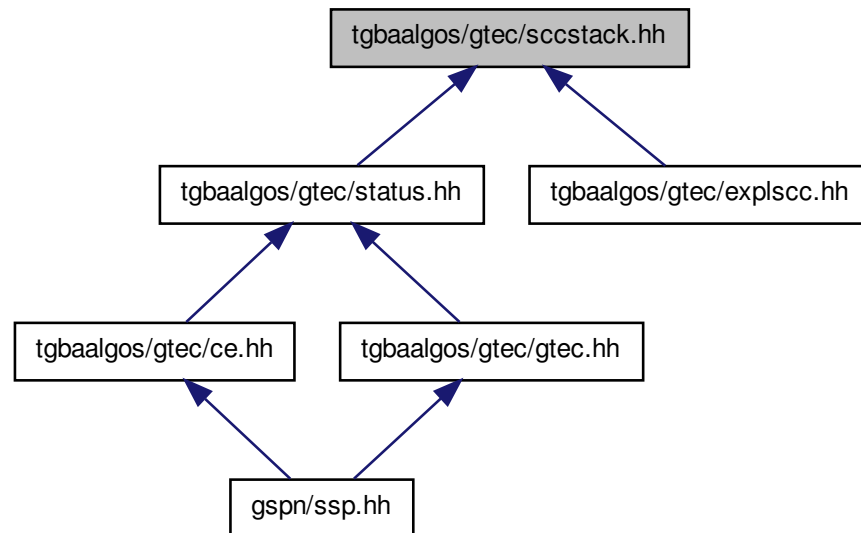 tgbaalgos/gtec/sccstack.hh
tgbaalgos/gtec/status.hh
tgbaalgos/gtec/explscc.hh
tgbaalgos/gtec/ce.hh
tgbaalgos/gtec/gtec.hh
gspn/ssp.hh